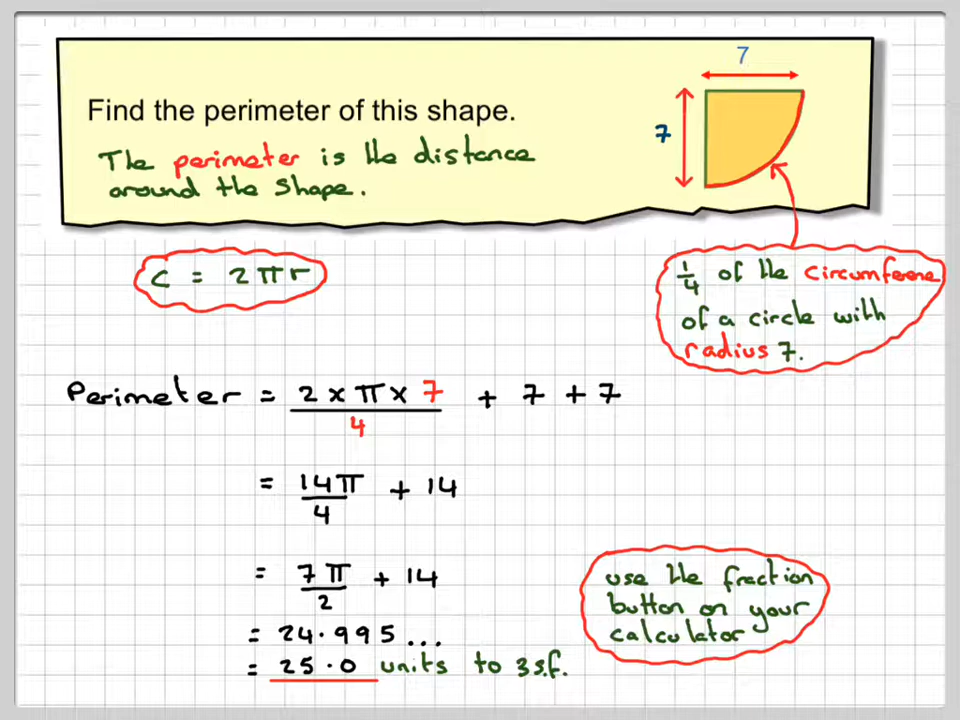 7
Find the perimeter of this shape.
7
The perimeter is the distance
around the shape.
C = 2πr
1/4 of the circumference
of a circle with
radius 7.
Perimeter = 2 × π × 7 / 4 + 7 + 7
= 14π / 4 + 14
= 7π / 2 + 14
= 24.995...
= 25.0 units to 3 s.f.
use the fraction
button on your
calculator